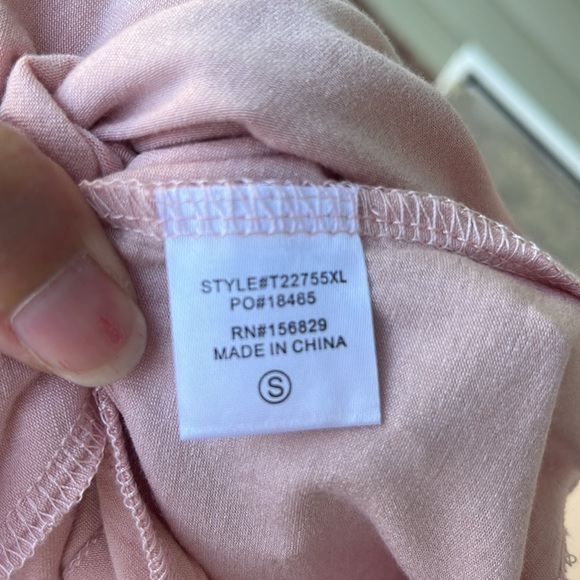 STYLE#T22755XL
PO#18465
RN#156829
MADE IN CHINA
S